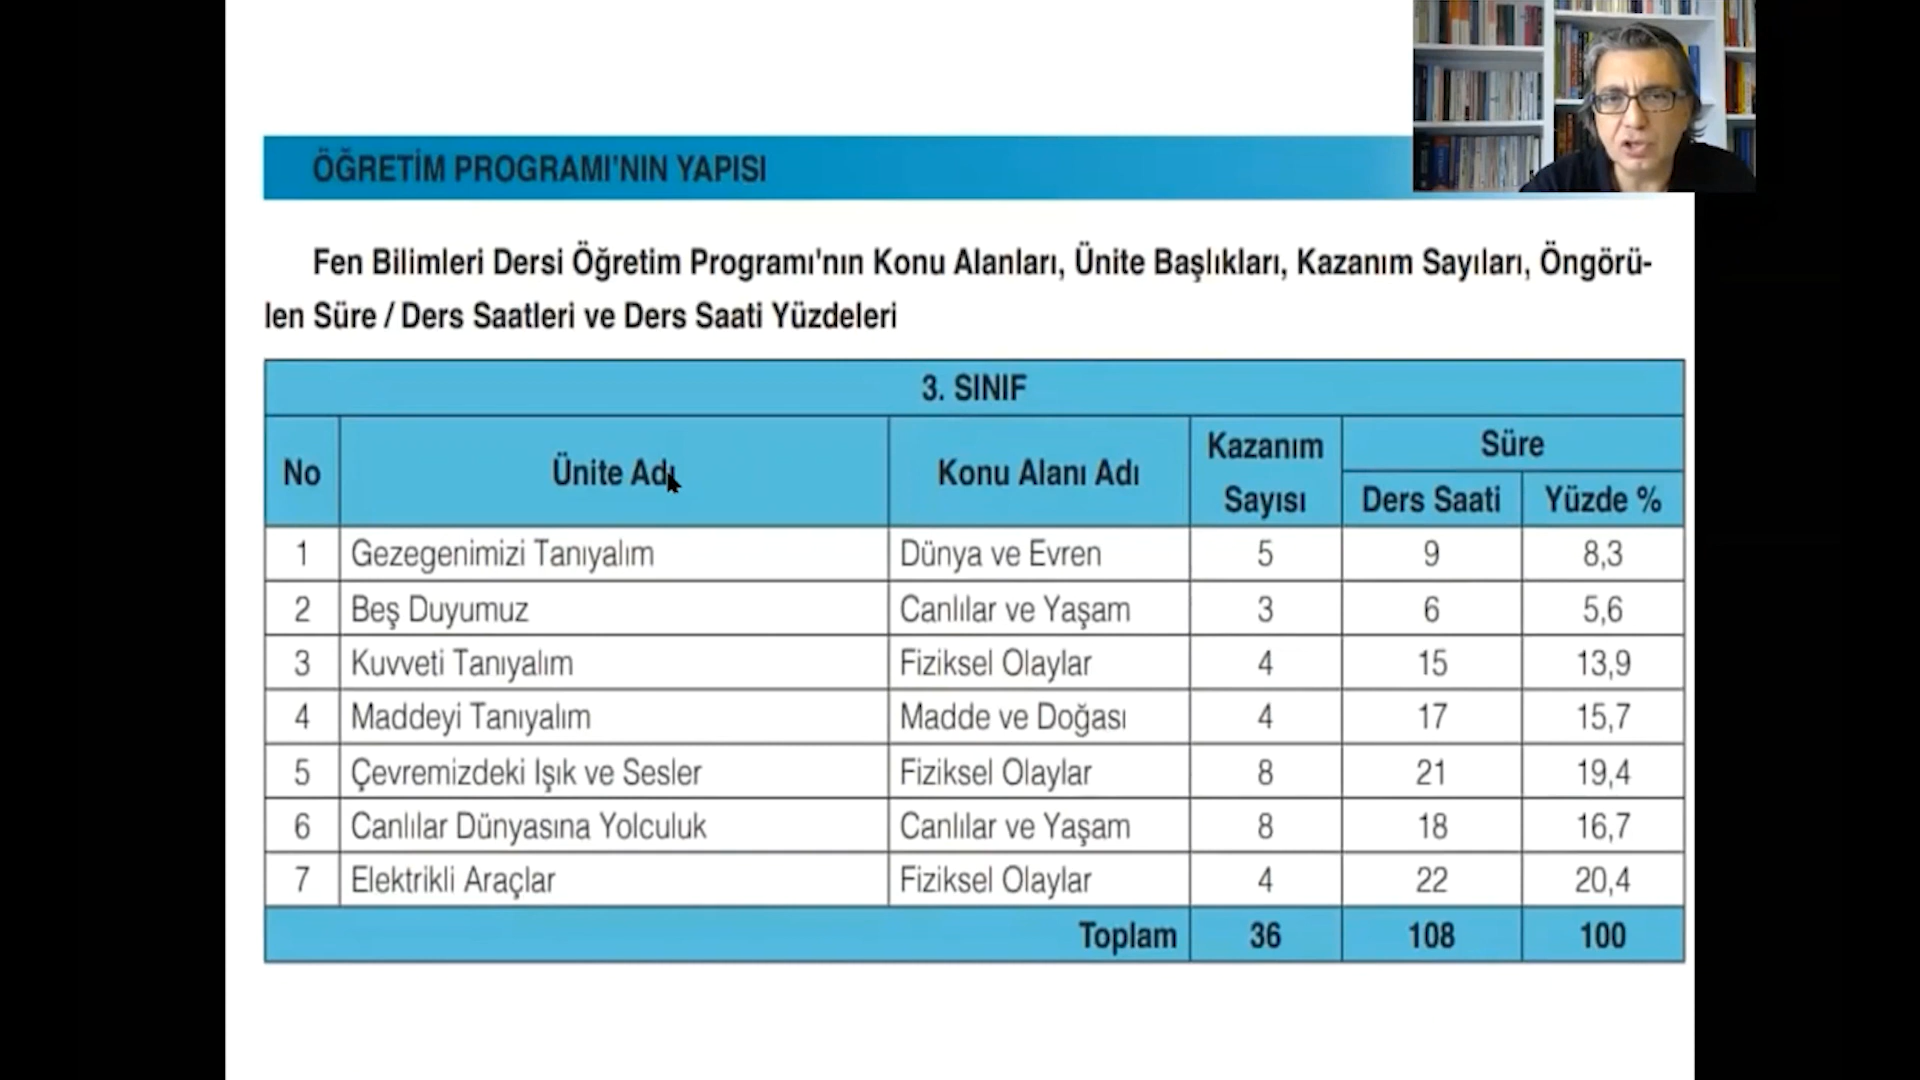 ÖĞRETİM PROGRAMI'NIN YAPISI
Fen Bilimleri Dersi Öğretim Programı'nın Konu Alanları, Ünite Başlıkları, Kazanım Sayıları, Öngörü-
len Süre / Ders Saatleri ve Ders Saati Yüzdeleri
3. SINIF
No Ünite Adı Konu Alanı Adı Kazanım Sayısı Süre
Ders Saati Yüzde %
1 Gezegenimizi Tanıyalım Dünya ve Evren 5 9 8,3
2 Beş Duyumuz Canlılar ve Yaşam 3 6 5,6
3 Kuvveti Tanıyalım Fiziksel Olaylar 4 15 13,9
4 Maddeyi Tanıyalım Madde ve Doğası 4 17 15,7
5 Çevremizdeki Işık ve Sesler Fiziksel Olaylar 8 21 19,4
6 Canlılar Dünyasına Yolculuk Canlılar ve Yaşam 8 18 16,7
7 Elektrikli Araçlar Fiziksel Olaylar 4 22 20,4
Toplam 36 108 100